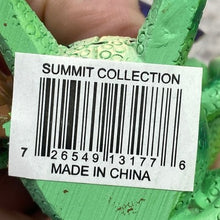 SUMMIT COLLECTION
7 26549 13177 6
MADE IN CHINA